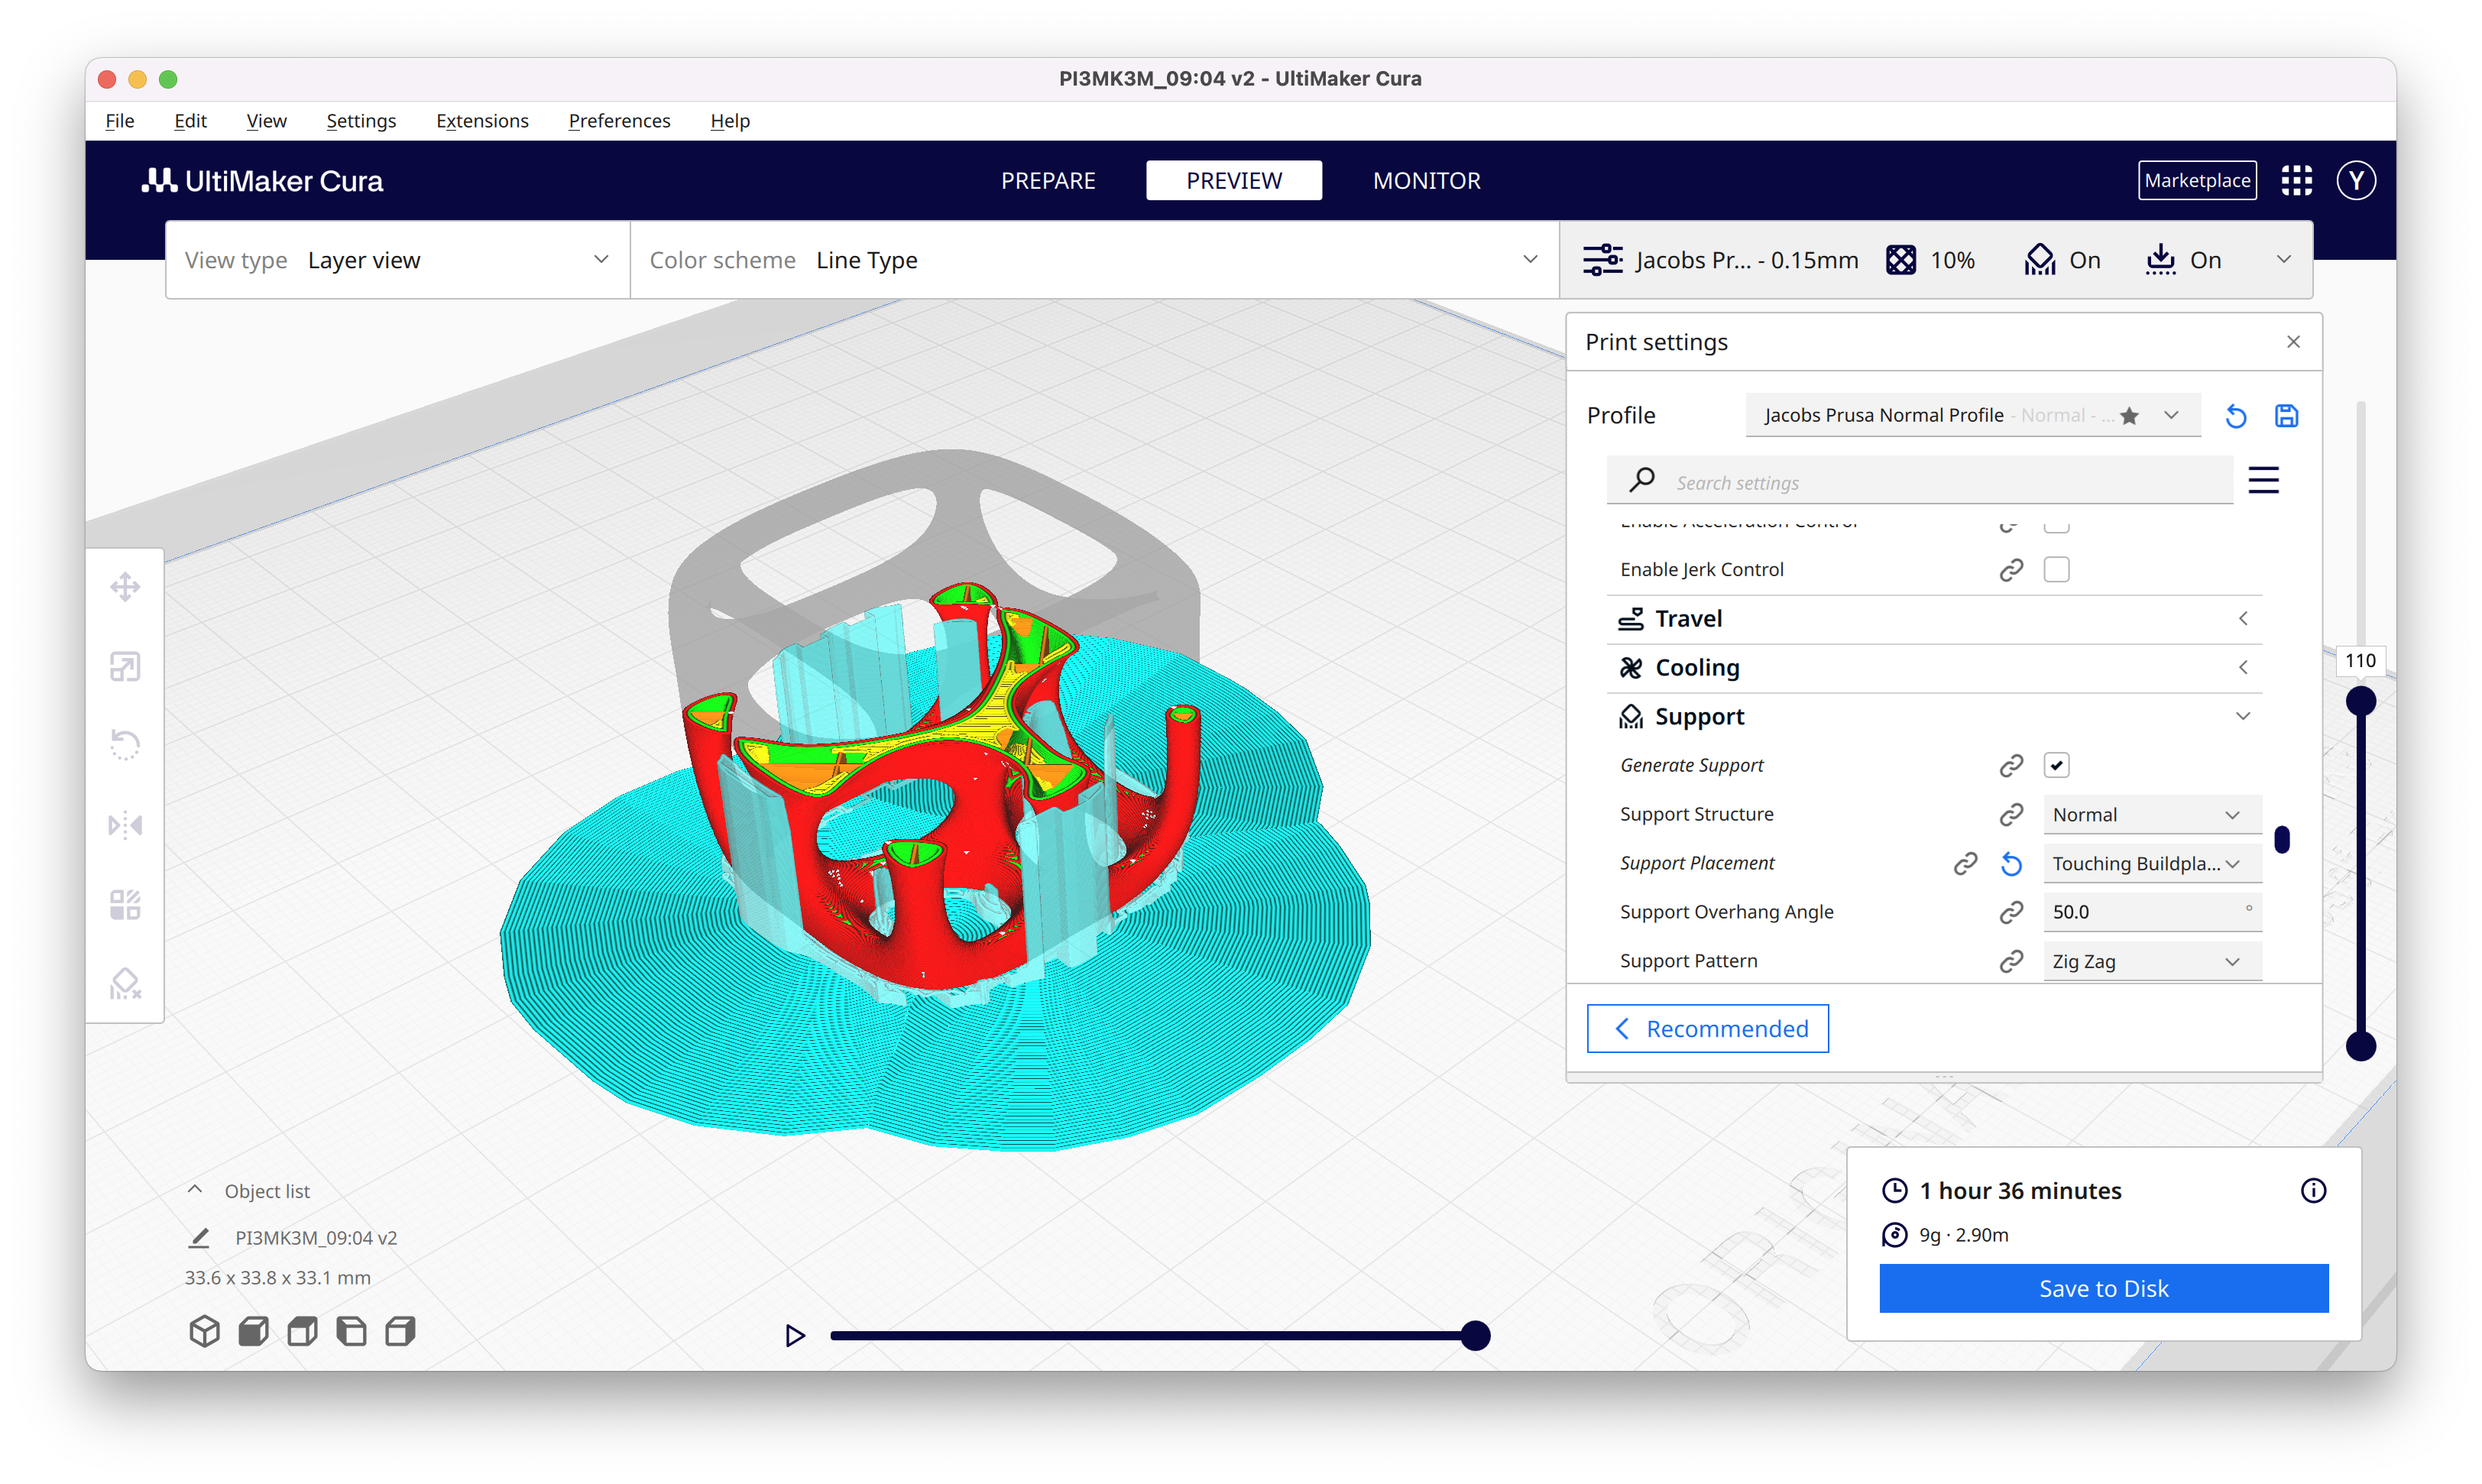 PI3MK3M_09:04 v2 - UltiMaker Cura
File Edit View Settings Extensions Preferences Help
UltiMaker Cura
PREPARE PREVIEW MONITOR
Marketplace Y
View type Layer view
Color scheme Line Type
Jacobs Pr... - 0.15mm 10% On On
Print settings
Profile Jacobs Prusa Normal Profile - Normal - ...
Search settings
Enable Acceleration Control
Enable Jerk Control
Travel
Cooling
Support
Generate Support
Support Structure Normal
Support Placement Touching Buildpla...
Support Overhang Angle 50.0 °
Support Pattern Zig Zag
Recommended
110
ORIGINAL
Object list
PI3MK3M_09:04 v2
33.6 x 33.8 x 33.1 mm
1 hour 36 minutes
9g · 2.90m
Save to Disk